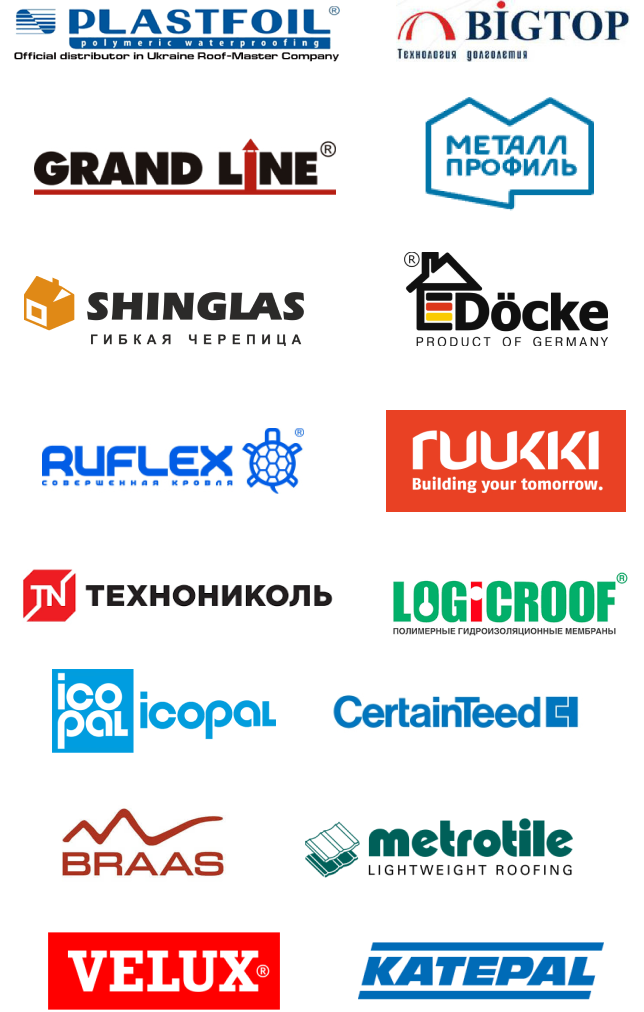 PLASTFOIL®
polymeric waterproofing
Official distributor in Ukraine Roof-Master Company
BiGTOP
Технология долголетия
GRAND LINE®
МЕТАЛЛ
ПРОФИЛЬ
SHINGLAS
ГИБКАЯ ЧЕРЕПИЦА
®
Döcke
PRODUCT OF GERMANY
RUFLEX®
СОВЕРШЕННАЯ КРОВЛЯ
ruukki
Building your tomorrow.
TN ТЕХНОНИКОЛЬ
LOGiCROOF®
ПОЛИМЕРНЫЕ ГИДРОИЗОЛЯЦИОННЫЕ МЕМБРАНЫ
ico
pal
icopal
CertainTeed
BRAAS
metrotile
LIGHTWEIGHT ROOFING
VELUX®
KATEPAL